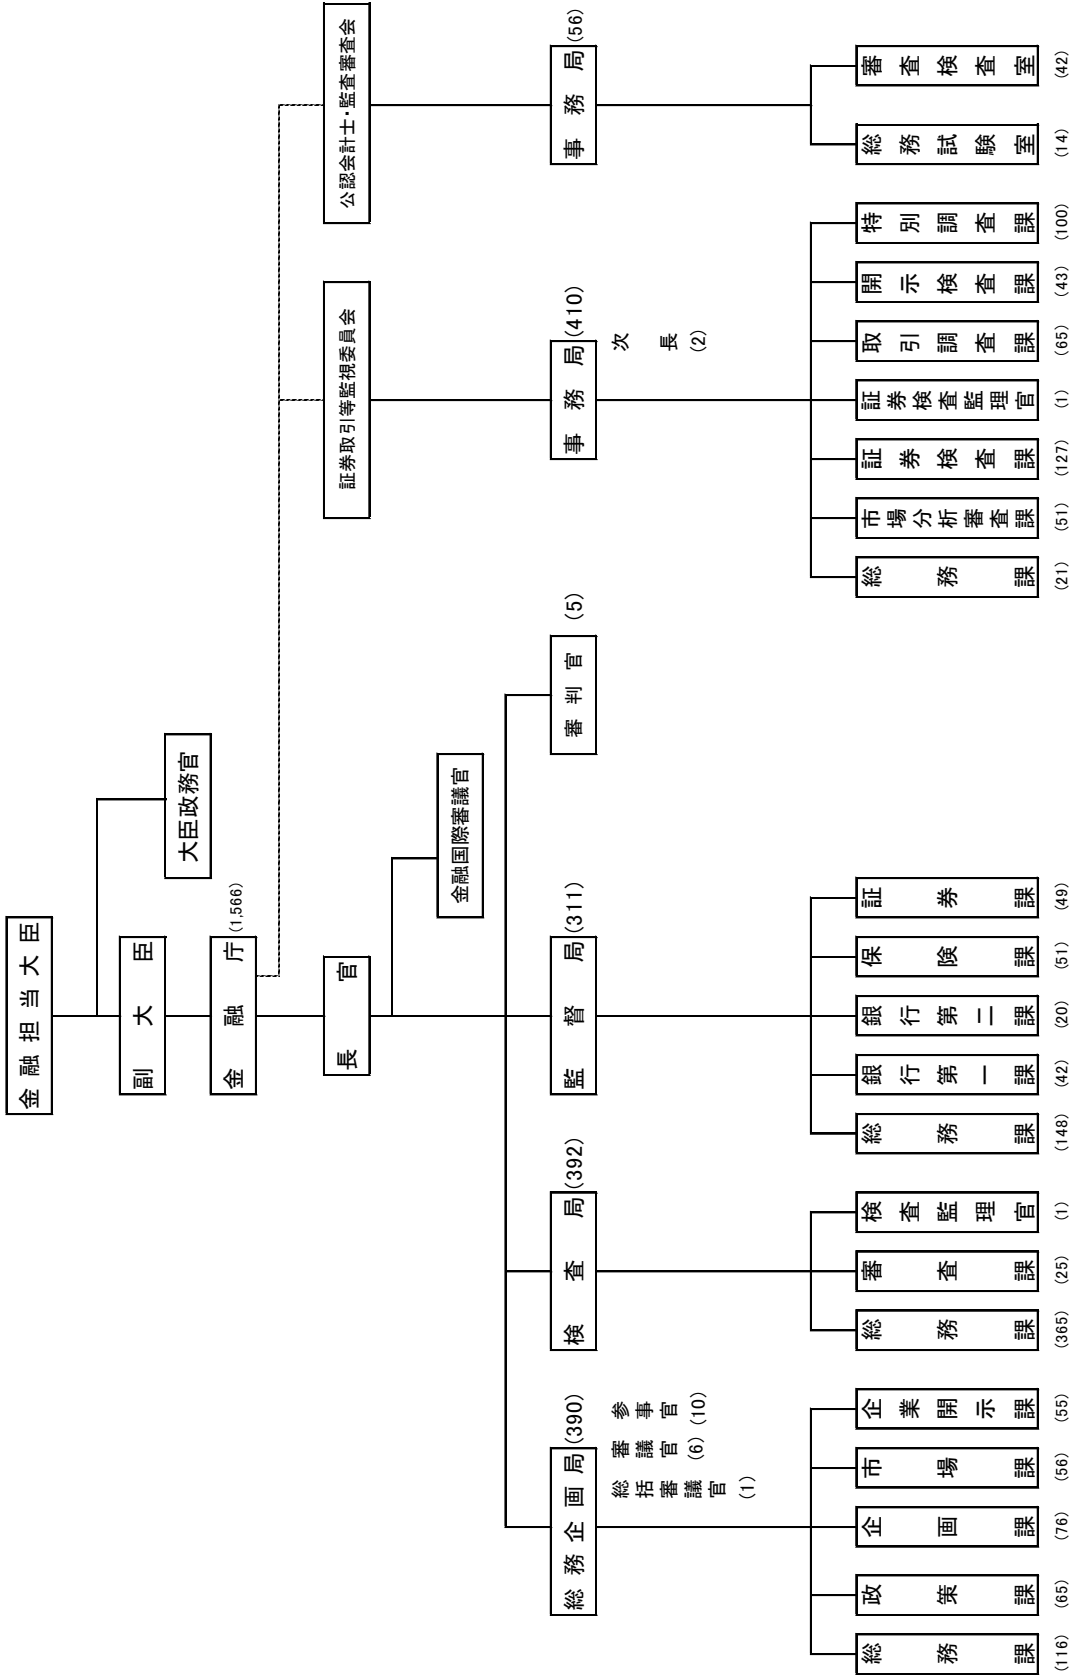 金融担当大臣
副大臣
大臣政務官
金融庁 (1,566)
長官
金融国際審議官
証券取引等監視委員会
公認会計士・監査審査会
総務企画局 (390)
総括審議官 (1)
審議官 (6)
参事官 (10)
検査局 (392)
監督局 (311)
審判官 (5)
事務局 (410)
次長 (2)
事務局 (56)
総務課 (116)
政策課 (65)
企画課 (76)
市場課 (56)
企業開示課 (55)
総務課 (365)
審査課 (25)
検査監理官 (1)
総務課 (148)
銀行第一課 (42)
銀行第二課 (20)
保険課 (51)
証券課 (49)
総務課 (21)
市場分析審査課 (51)
証券検査課 (127)
証券検査監理官 (1)
取引調査課 (65)
開示検査課 (43)
特別調査課 (100)
総務試験室 (14)
審査検査室 (42)